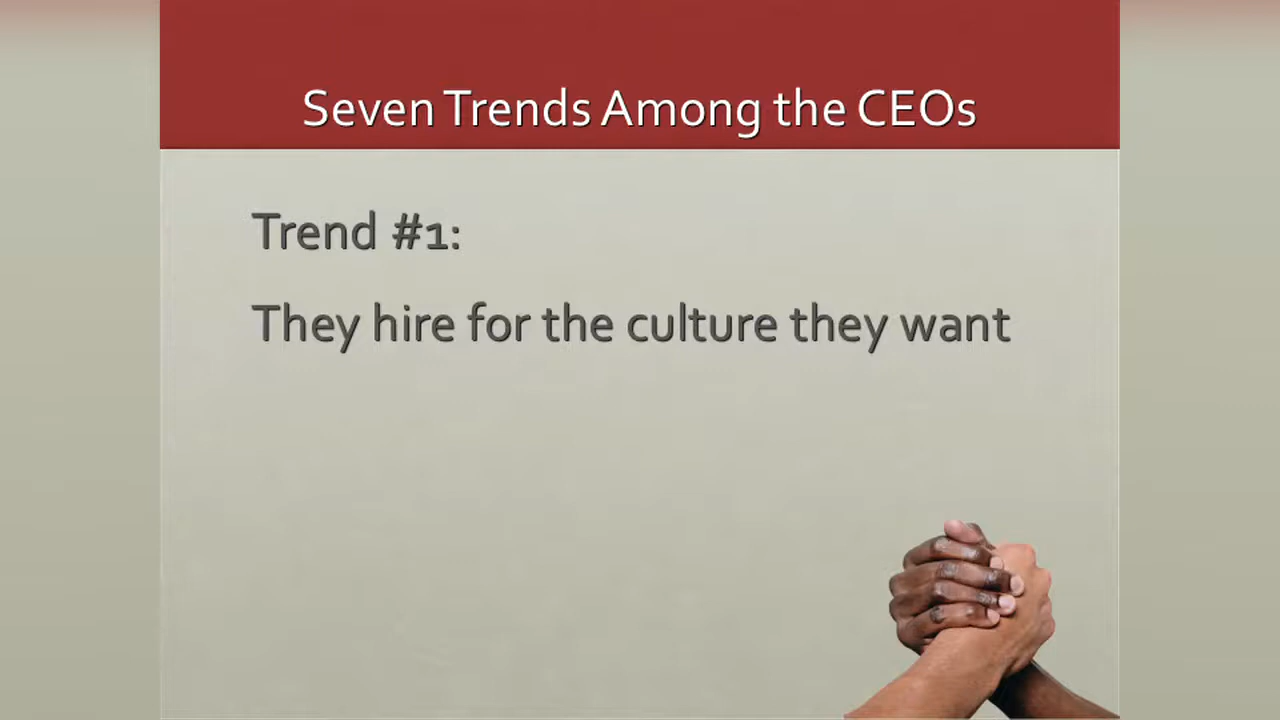 Seven Trends Among the CEOs
Trend #1:
They hire for the culture they want